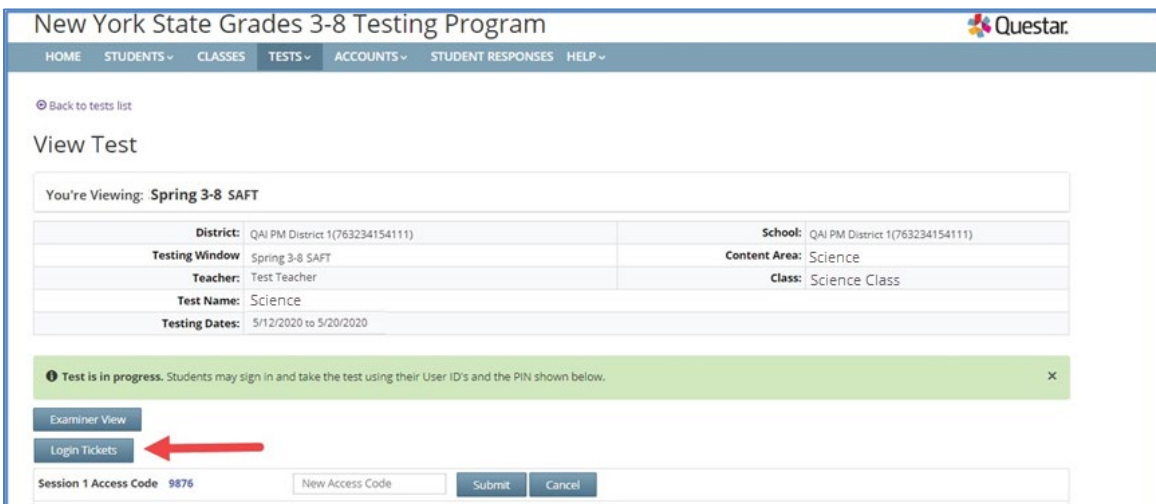 New York State Grades 3-8 Testing Program
Questar.
HOME STUDENTS CLASSES TESTS ACCOUNTS STUDENT RESPONSES HELP
Back to tests list
View Test
You're Viewing: Spring 3-8 SAFT
District: QAI PM District 1(763234154111) School: QAI PM District 1(763234154111)
Testing Window Spring 3-8 SAFT Content Area: Science
Teacher: Test Teacher Class: Science Class
Test Name: Science
Testing Dates: 5/12/2020 to 5/20/2020
Test is in progress. Students may sign in and take the test using their User ID's and the PIN shown below. ×
Examiner View
Login Tickets
Session 1 Access Code 9876 New Access Code Submit Cancel